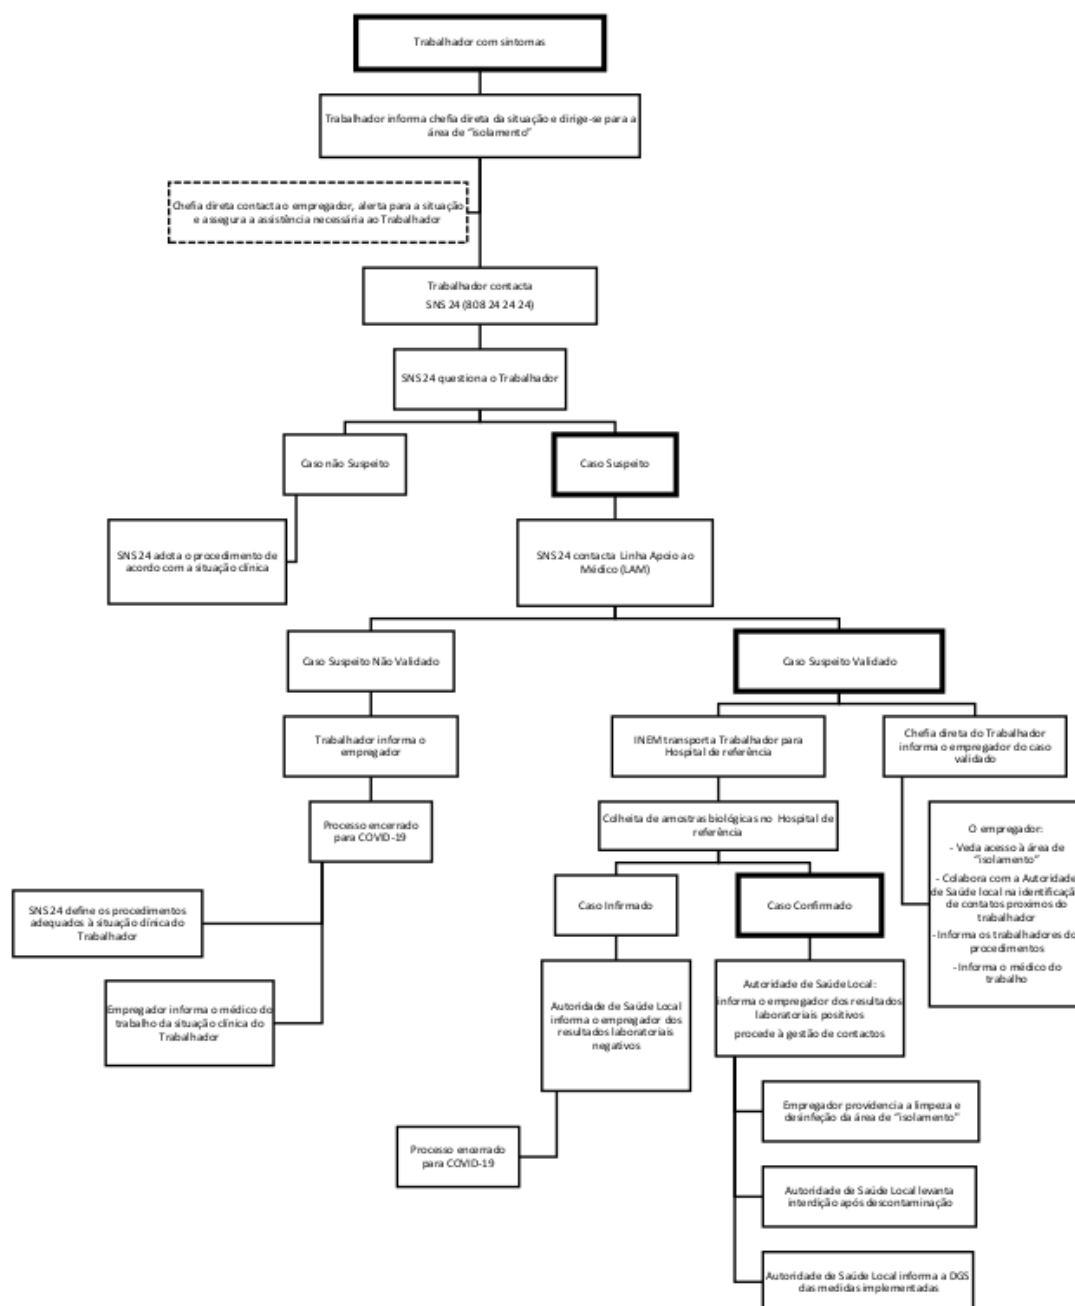 Trabalhador com sintomas
Trabalhador informa chefia direta da situação e dirige-se para a
área de “isolamento”
Chefia direta contacta o empregador, alerta para a situação
e assegura a assistência necessária ao Trabalhador
Trabalhador contacta
SNS 24 (808 24 24 24)
SNS 24 questiona o Trabalhador
Caso não Suspeito
Caso Suspeito
SNS 24 adota o procedimento de
acordo com a situação clínica
SNS 24 contacta Linha Apoio ao
Médico (LAM)
Caso Suspeito Não Validado
Caso Suspeito Validado
Trabalhador informa o
empregador
INEM transporta Trabalhador para
Hospital de referência
Chefia direta do Trabalhador
informa o empregador do caso
validado
Processo encerrado
para COVID-19
Colheita de amostras biológicas no Hospital de
referência
O empregador:
- Veda acesso à área de
“isolamento”
- Colabora com a Autoridade
de Saúde local na identificação
de contatos proximos do
trabalhador
- Informa os trabalhadores do
procedimentos
- Informa o médico do
trabalho
SNS 24 define os procedimentos
adequados à situação clínica do
Trabalhador
Caso Infirmado
Caso Confirmado
Empregador informa o médico do
trabalho da situação clínica do
Trabalhador
Autoridade de Saúde Local
informa o empregador dos
resultados laboratoriais
negativos
Autoridade de Saúde Local:
informa o empregador dos resultados
laboratoriais positivos
procede à gestão de contactos
Processo encerrado
para COVID-19
Empregador providencia a limpeza e
desinfeção da área de “isolamento”
Autoridade de Saúde Local levanta
interdição após descontaminação
Autoridade de Saúde Local informa a DGS
das medidas implementadas